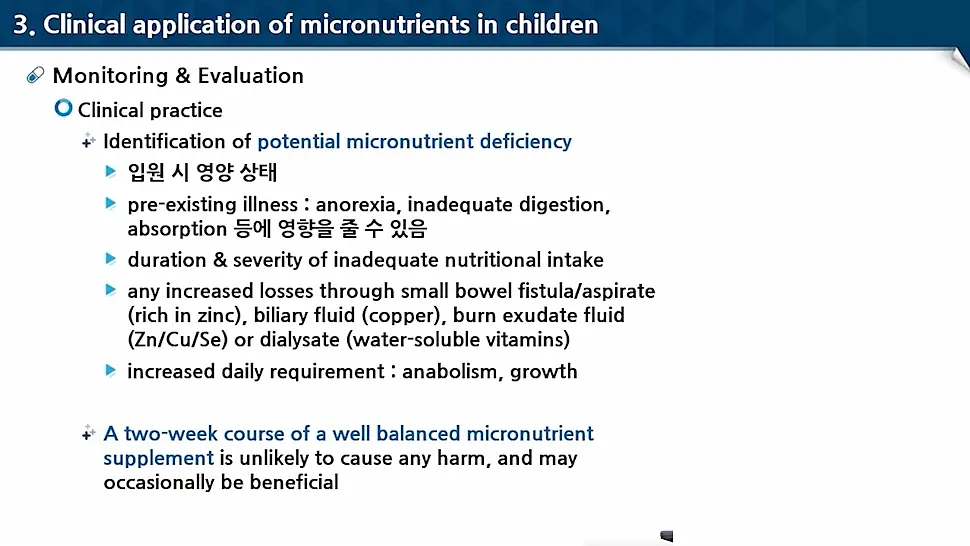 3. Clinical application of micronutrients in children
Monitoring & Evaluation
Clinical practice
Identification of potential micronutrient deficiency
입원 시 영양 상태
pre-existing illness : anorexia, inadequate digestion,
absorption 등에 영향을 줄 수 있음
duration & severity of inadequate nutritional intake
any increased losses through small bowel fistula/aspirate
(rich in zinc), biliary fluid (copper), burn exudate fluid
(Zn/Cu/Se) or dialysate (water-soluble vitamins)
increased daily requirement : anabolism, growth
A two-week course of a well balanced micronutrient
supplement is unlikely to cause any harm, and may
occasionally be beneficial